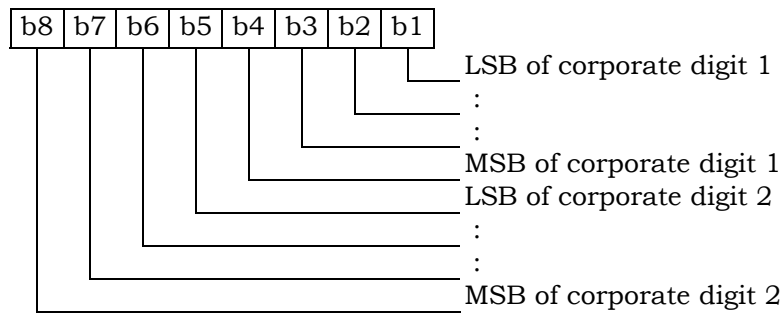 b8 b7 b6 b5 b4 b3 b2 b1
LSB of corporate digit 1
:
:
MSB of corporate digit 1
LSB of corporate digit 2
:
:
MSB of corporate digit 2